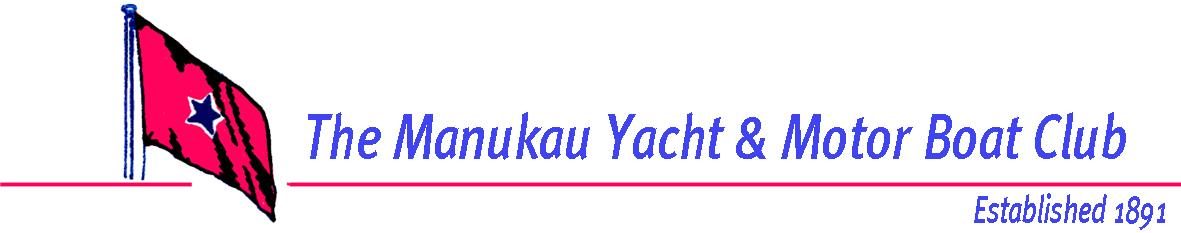 The Manukau Yacht & Motor Boat Club
Established 1891